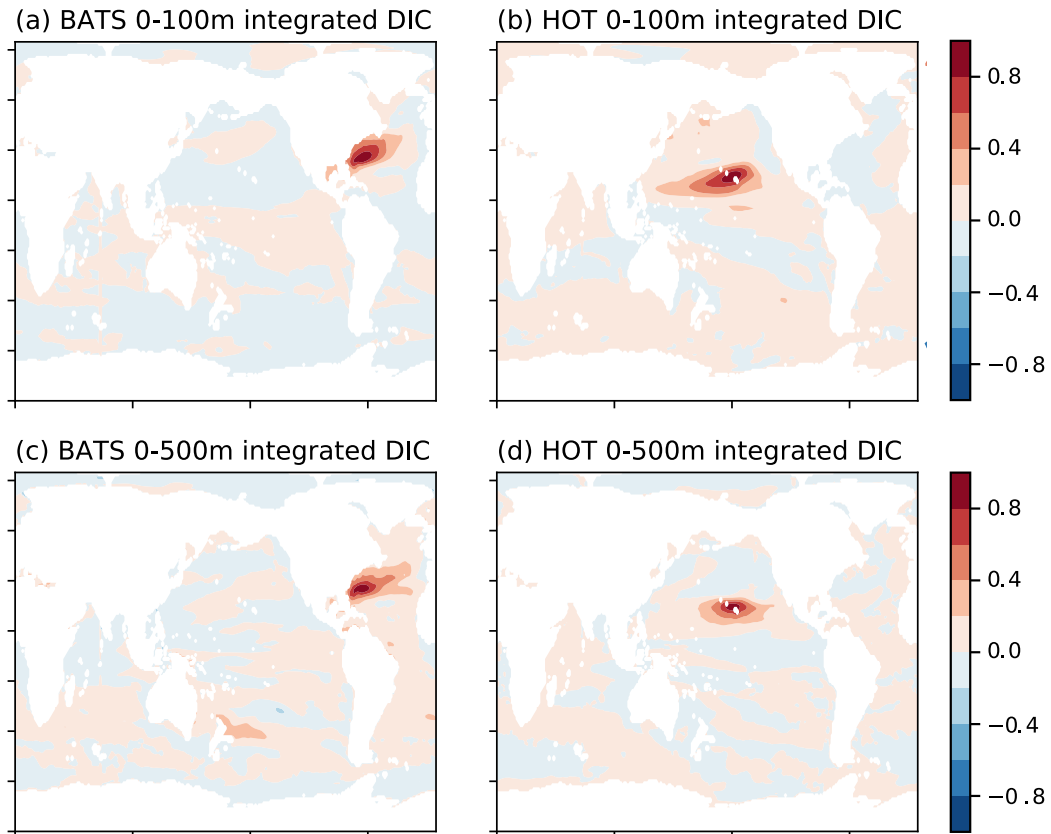 (a) BATS 0-100m integrated DIC
(b) HOT 0-100m integrated DIC
0.8
0.4
0.0
−0.4
−0.8
(c) BATS 0-500m integrated DIC
(d) HOT 0-500m integrated DIC
0.8
0.4
0.0
−0.4
−0.8